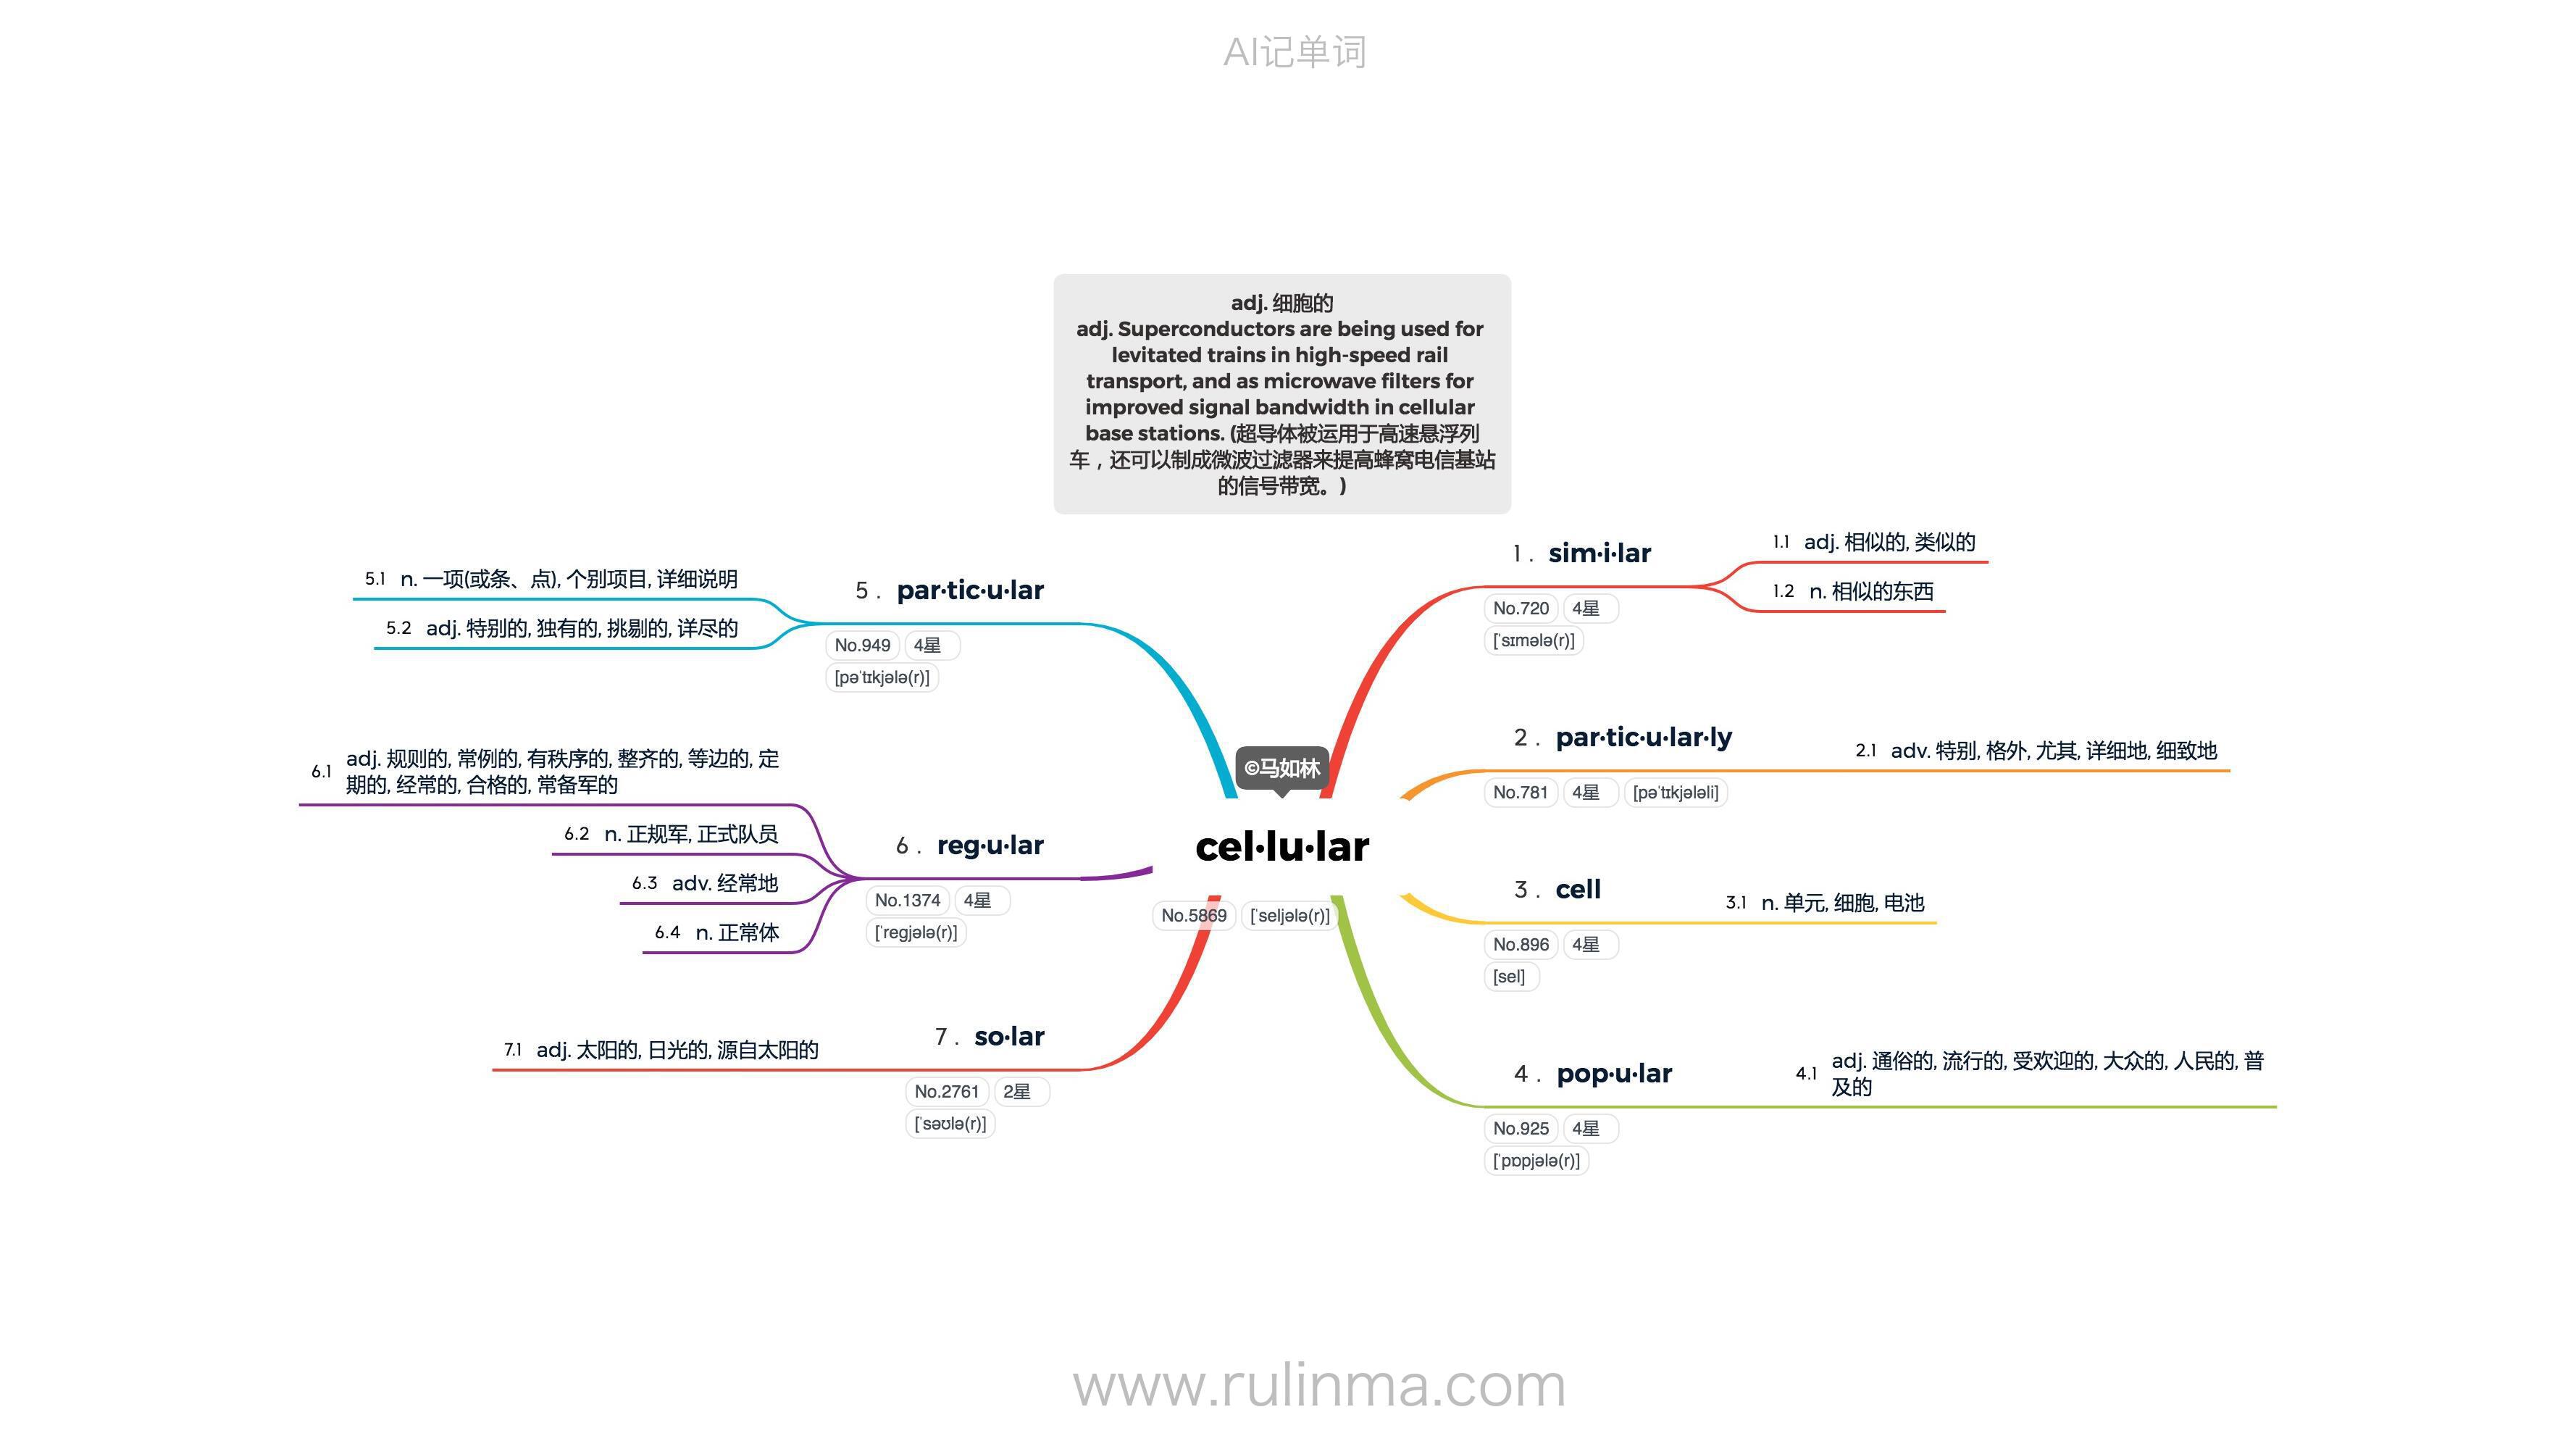 AI记单词
adj. 细胞的
adj. Superconductors are being used for
levitated trains in high-speed rail
transport, and as microwave filters for
improved signal bandwidth in cellular
base stations. (超导体被运用于高速悬浮列
车，还可以制成微波过滤器来提高蜂窝电信基站
的信号带宽。)
©马如林
cel·lu·lar
No.5869 [ˈseljələ(r)]
1 . sim·i·lar
No.720 4星
[ˈsɪmələ(r)]
1.1 adj. 相似的, 类似的
1.2 n. 相似的东西
2 . par·tic·u·lar·ly
No.781 4星 [pəˈtɪkjələli]
2.1 adv. 特别, 格外, 尤其, 详细地, 细致地
3 . cell
No.896 4星
[sel]
3.1 n. 单元, 细胞, 电池
4 . pop·u·lar
No.925 4星
[ˈpɒpjələ(r)]
4.1 adj. 通俗的, 流行的, 受欢迎的, 大众的, 人民的, 普
及的
5 . par·tic·u·lar
No.949 4星
[pəˈtɪkjələ(r)]
5.1 n. 一项(或条、点), 个别项目, 详细说明
5.2 adj. 特别的, 独有的, 挑剔的, 详尽的
6 . reg·u·lar
No.1374 4星
[ˈregjələ(r)]
6.1 adj. 规则的, 常例的, 有秩序的, 整齐的, 等边的, 定
期的, 经常的, 合格的, 常备军的
6.2 n. 正规军, 正式队员
6.3 adv. 经常地
6.4 n. 正常体
7 . so·lar
No.2761 2星
[ˈsəʊlə(r)]
7.1 adj. 太阳的, 日光的, 源自太阳的
www.rulinma.com